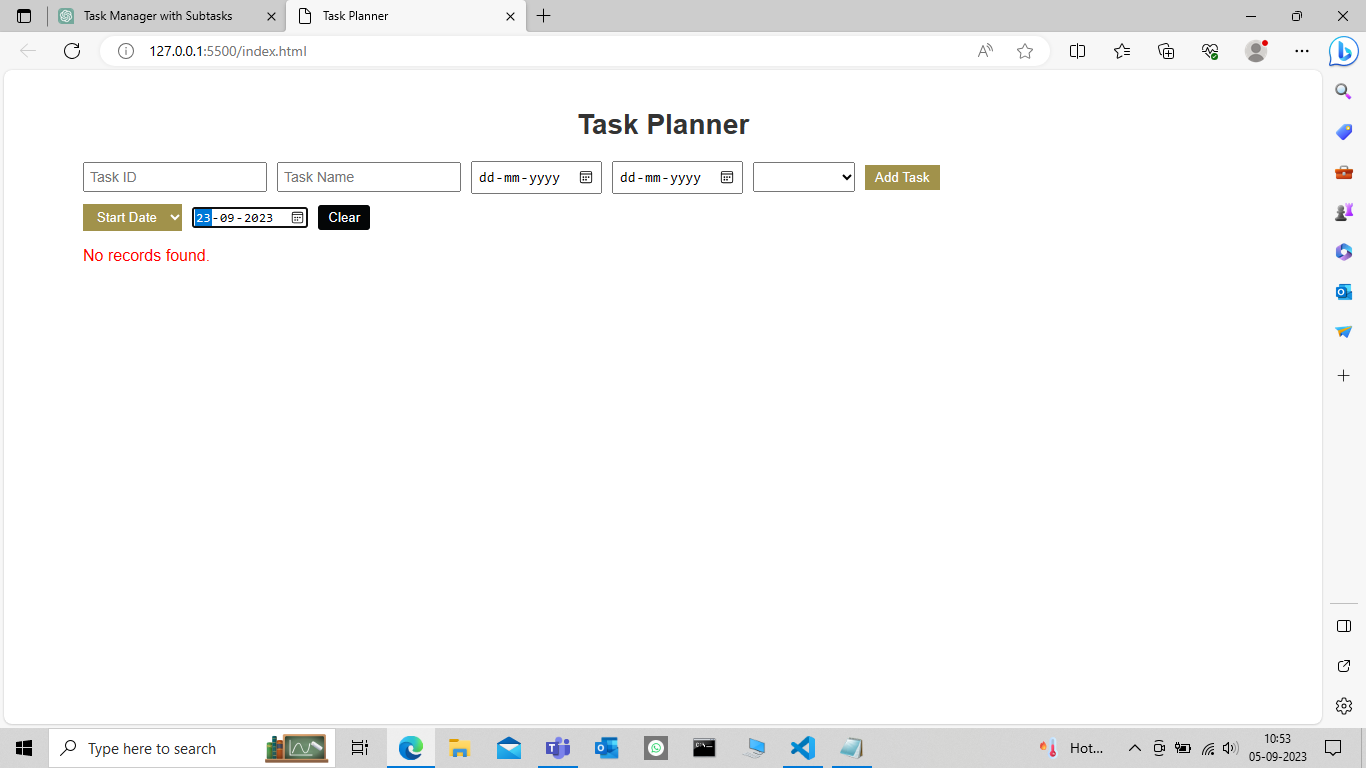 Task Manager with Subtasks
Task Planner
127.0.0.1:5500/index.html
Task Planner
Task ID Task Name dd-mm-yyyy dd-mm-yyyy Add Task
Start Date 23-09-2023 Clear
No records found.
Type here to search
Hot...
10:53
05-09-2023